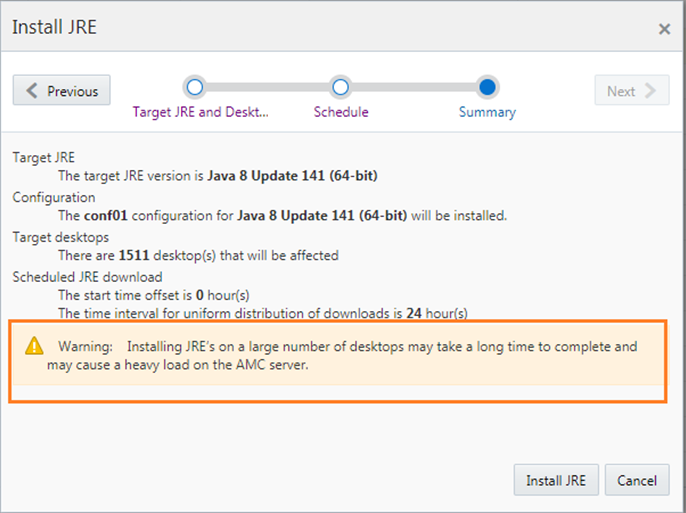 Install JRE
Previous
Next
Target JRE and Deskt...
Schedule
Summary
Target JRE
The target JRE version is Java 8 Update 141 (64-bit)
Configuration
The conf01 configuration for Java 8 Update 141 (64-bit) will be installed.
Target desktops
There are 1511 desktop(s) that will be affected
Scheduled JRE download
The start time offset is 0 hour(s)
The time interval for uniform distribution of downloads is 24 hour(s)
Warning: Installing JRE's on a large number of desktops may take a long time to complete and
may cause a heavy load on the AMC server.
Install JRE
Cancel